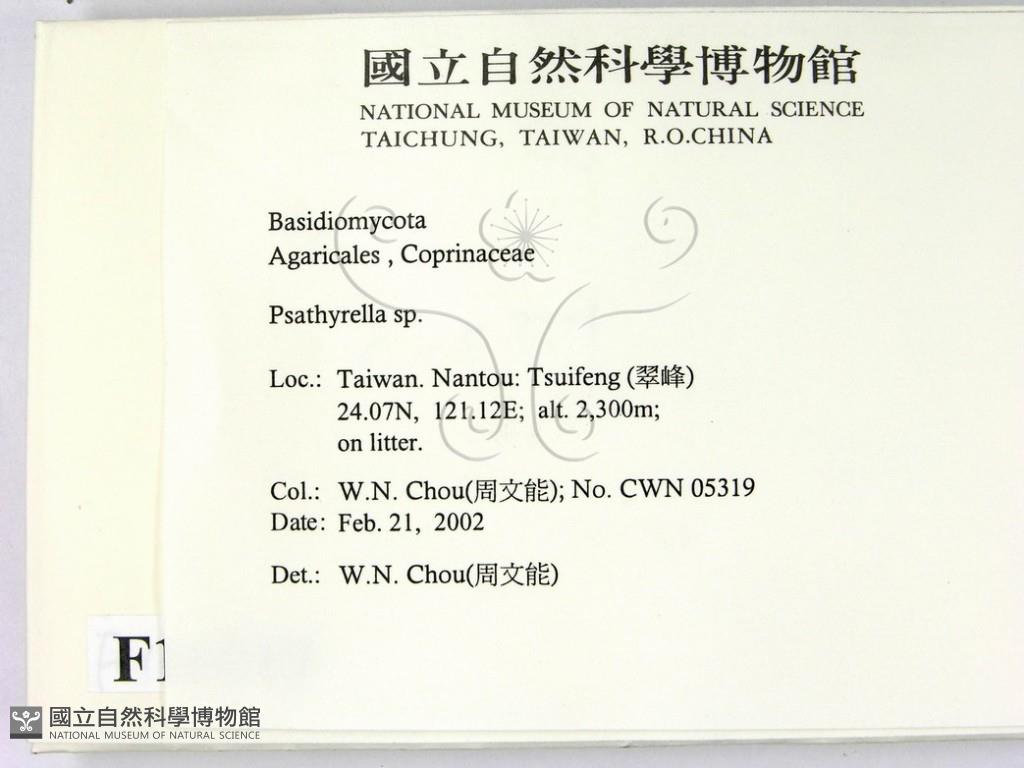 國立自然科學博物館
NATIONAL MUSEUM OF NATURAL SCIENCE
TAICHUNG, TAIWAN, R.O.CHINA
Basidiomycota
Agaricales , Coprinaceae
Psathyrella sp.
Loc.: Taiwan. Nantou: Tsuifeng (翠峰)
24.07N, 121.12E; alt. 2,300m;
on litter.
Col.: W.N. Chou(周文能); No. CWN 05319
Date: Feb. 21, 2002
Det.: W.N. Chou(周文能)
F1
國立自然科學博物館
NATIONAL MUSEUM OF NATURAL SCIENCE